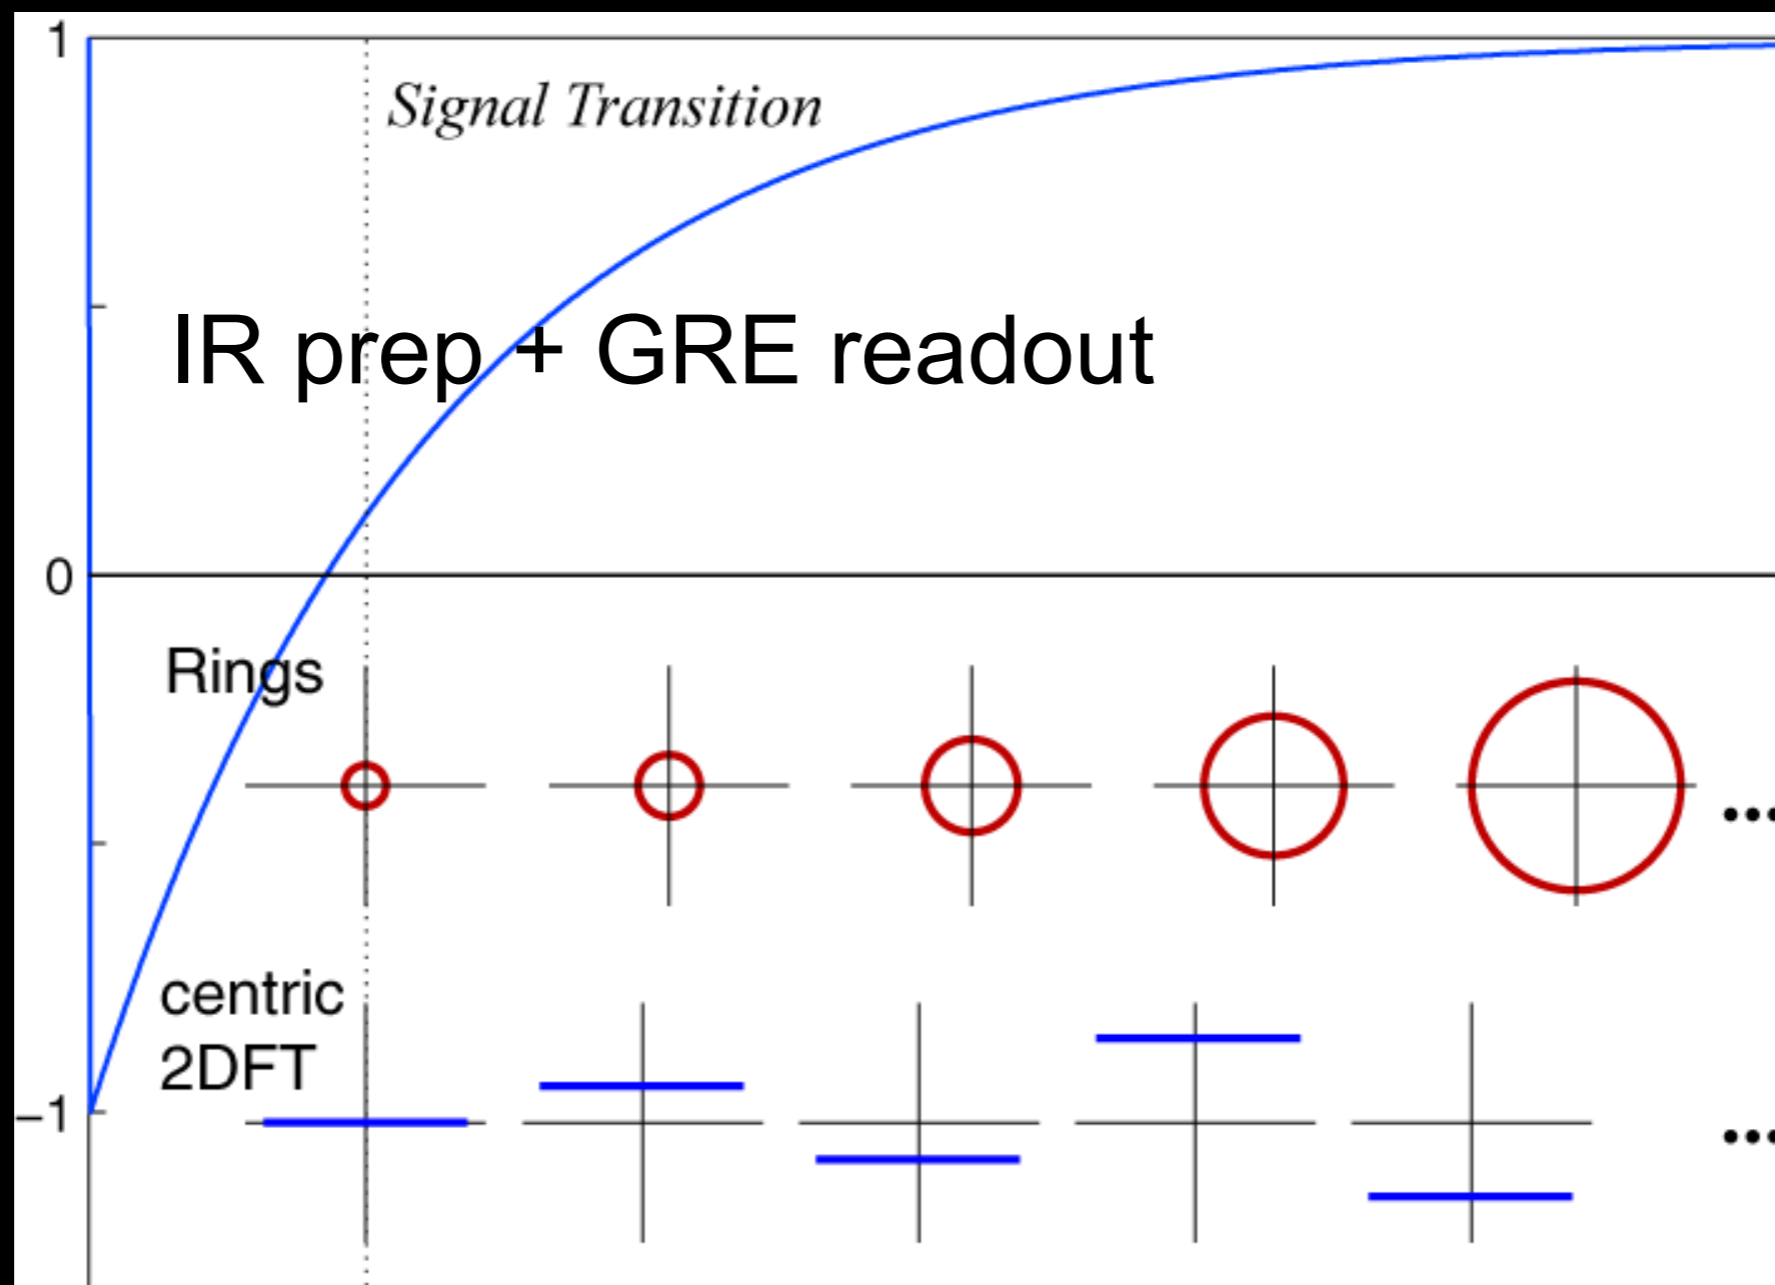 1
Signal Transition
IR prep + GRE readout
0
Rings
...
centric
2DFT
−1
...